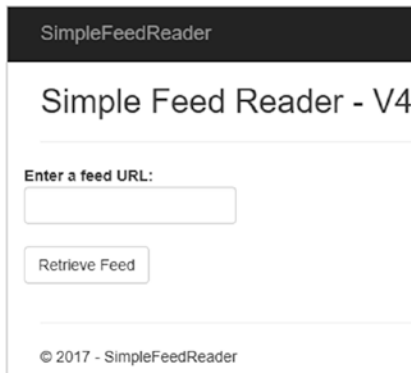 SimpleFeedReader
Simple Feed Reader - V4
Enter a feed URL:
Retrieve Feed
© 2017 - SimpleFeedReader